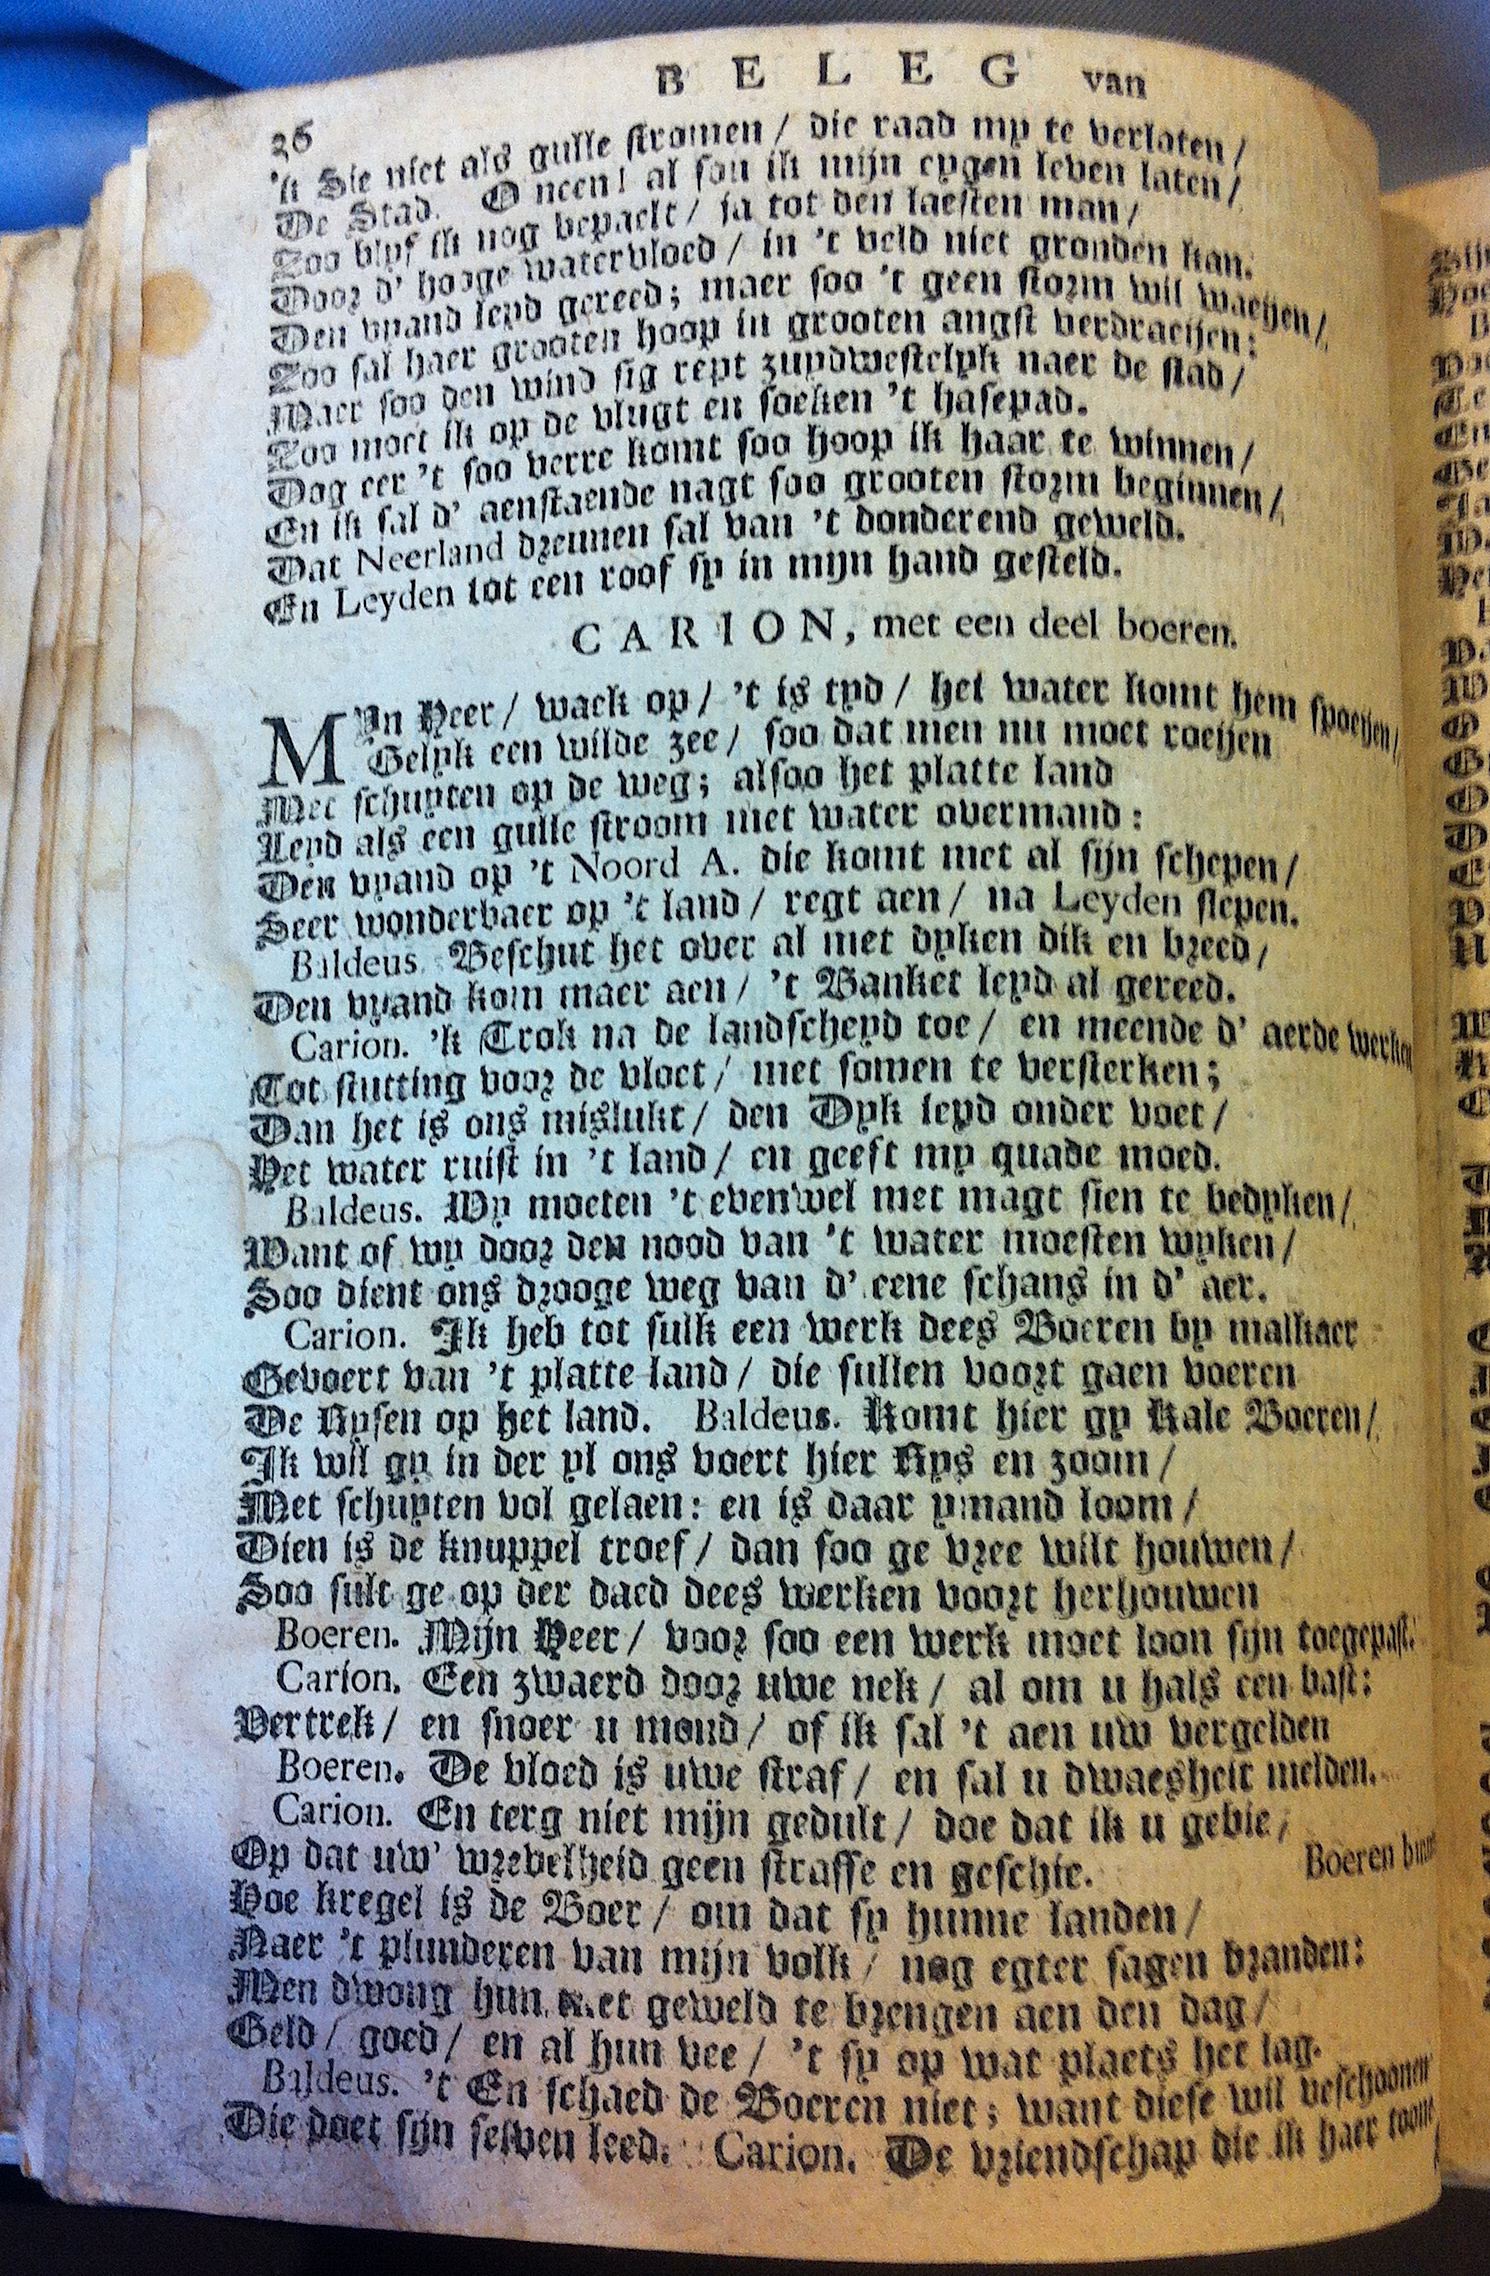 26 BELEG van
'k Sie niet als gulle stromen / die raad my te verlaten /
De Stad. O neen! al sou ik mijn eygen leven laten /
Zoo blyf ik nog bepaelt / ja tot den laesten man /
Door d' hooge watervloed / in 't veld niet gronden kan.
Den vyand leyd gereed; maer soo 't geen storm wil waeijen /
Zoo sal haer grooten hoop in grooten angst verdraeijen:
Maer soo den wind sig rept zuydwestelyk naer de stad /
Zoo moet ik op de vlugt en soeken 't hasepad.
Dog eer 't soo verre komt soo hoop ik haar te winnen /
En ik sal d' aenstaende nagt soo grooten storm beginnen /
Dat Neerland dreunen sal van 't donderend geweld.
En Leyden tot een roof sy in mijn hand gesteld.
CARION, met een deel boeren.
MYn Heer / waek op / 't is tyd / het water komt hem spoeijen /
Gelyk een wilde zee / soo dat men nu moet roeijen
Met schuyten op de weg; alsoo het platte land
Leyd als een gulle stroom met water overmand:
Den vyand op 't Noord A. die komt met al sijn schepen /
Seer wonderbaer op 't land / regt aen / na Leyden slepen.
Baldeus. Beschut het over al met dyken dik en breed /
Den vyand kom maer aen / 't Banket leyd al gereed.
Carion. 'k Trok na de landscheyd toe / en meende d' aerde werken
Tot stutting voor de vloet / met somen te versterken;
Dan het is ons mislukt / den Dyk leyd onder voet /
Het water ruist in 't land / en geeft my quade moed.
Baldeus. Wy moeten 't evenwel met magt sien te bedyken /
Want of wy door den nood van 't water moesten wyken /
Soo dient ons drooge weg van d' eene schans in d' aer.
Carion. Ik heb tot sulk een werk dees Boeren by malkaer
Gevoert van 't platte land / die sullen voort gaen voeren
De Rysen op het land. Baldeus. Komt hier gy Kale Boeren /
Ik wil gy in der yl ons voert hier Rys en zoom /
Met schuyten vol gelaen: en is daar ymand loom /
Dien is de knuppel troef / dan soo ge vree wilt houwen /
Soo sult ge op der daed dees werken voort herhouwen
Boeren. Mijn Heer / voor soo een werk moet loon sijn toegepast.
Carion. Een zwaerd door uwe nek / al om u hals een bast:
Vertrek / en snoer u mond / of ik sal 't aen uw vergelden
Boeren. De vloed is uwe straf / en sal u dwaesheit melden.
Carion. En terg niet mijn gedult / doe dat ik u gebie /
Op dat uw' wrevelheid geen straffe en geschie. Boeren
Hoe kregel is de Boer / om dat sy hunne landen /
Naer 't plunderen van mijn volk / nog egter sagen branden:
Men dwong hun met geweld te brengen aen den dag /
Geld / goed / en al hun vee / 't sy op wat plaets het lag.
Baldeus. 't En schaed de Boeren niet; want diese wil beschoonen
Die doet sijn selven leed. Carion. De vriendschap die ik haer toone